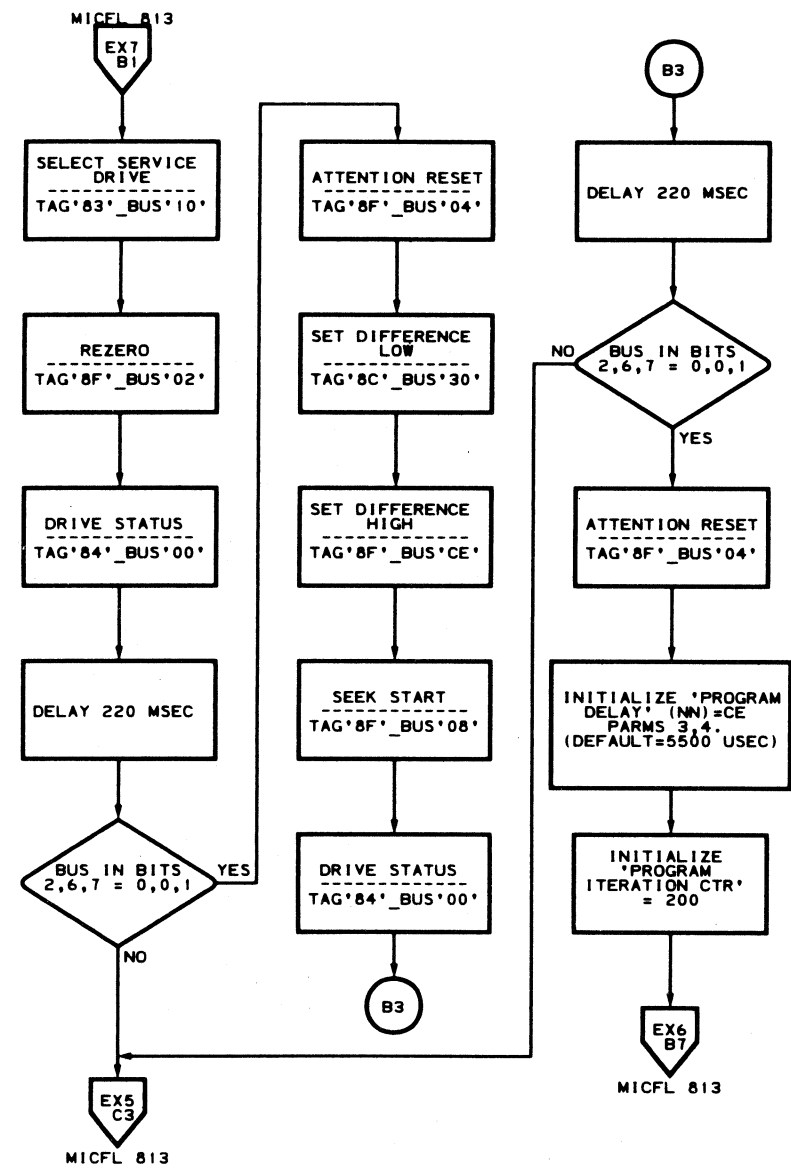 MICFL 813
EX7
B1
SELECT SERVICE
DRIVE
TAG'83'_BUS'10'
REZERO
TAG'8F'_BUS'02'
DRIVE STATUS
TAG'84'_BUS'00'
DELAY 220 MSEC
BUS IN BITS
2,6,7 = 0,0,1
YES
NO
EX5
C3
MICFL 813
ATTENTION RESET
TAG'8F'_BUS'04'
SET DIFFERENCE
LOW
TAG'8C'_BUS'30'
SET DIFFERENCE
HIGH
TAG'8F'_BUS'CE'
SEEK START
TAG'8F'_BUS'08'
DRIVE STATUS
TAG'84'_BUS'00'
B3
B3
DELAY 220 MSEC
NO
BUS IN BITS
2,6,7 = 0,0,1
YES
ATTENTION RESET
TAG'8F'_BUS'04'
INITIALIZE 'PROGRAM
DELAY' (NN)=CE
PARMS 3,4.
(DEFAULT=5500 USEC)
INITIALIZE
'PROGRAM
ITERATION CTR'
= 200
EX6
B7
MICFL 813